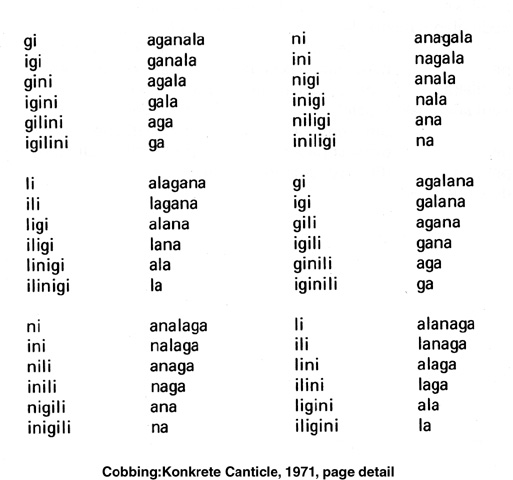 gi aganala ni anagala
igi ganala ini nagala
gini agala nigi anala
igini gala inigi nala
gilini aga niligi ana
igilini ga iniligi na
li alagana gi agalana
ili lagana igi galana
ligi alana gili agana
iligi lana igili gana
linigi ala ginili aga
ilinigi la iginili ga
ni analaga li alanaga
ini nalaga ili lanaga
nili anaga lini alaga
inili naga ilini laga
nigili ana ligini ala
inigili na iligini la
Cobbing:Konkrete Canticle, 1971, page detail